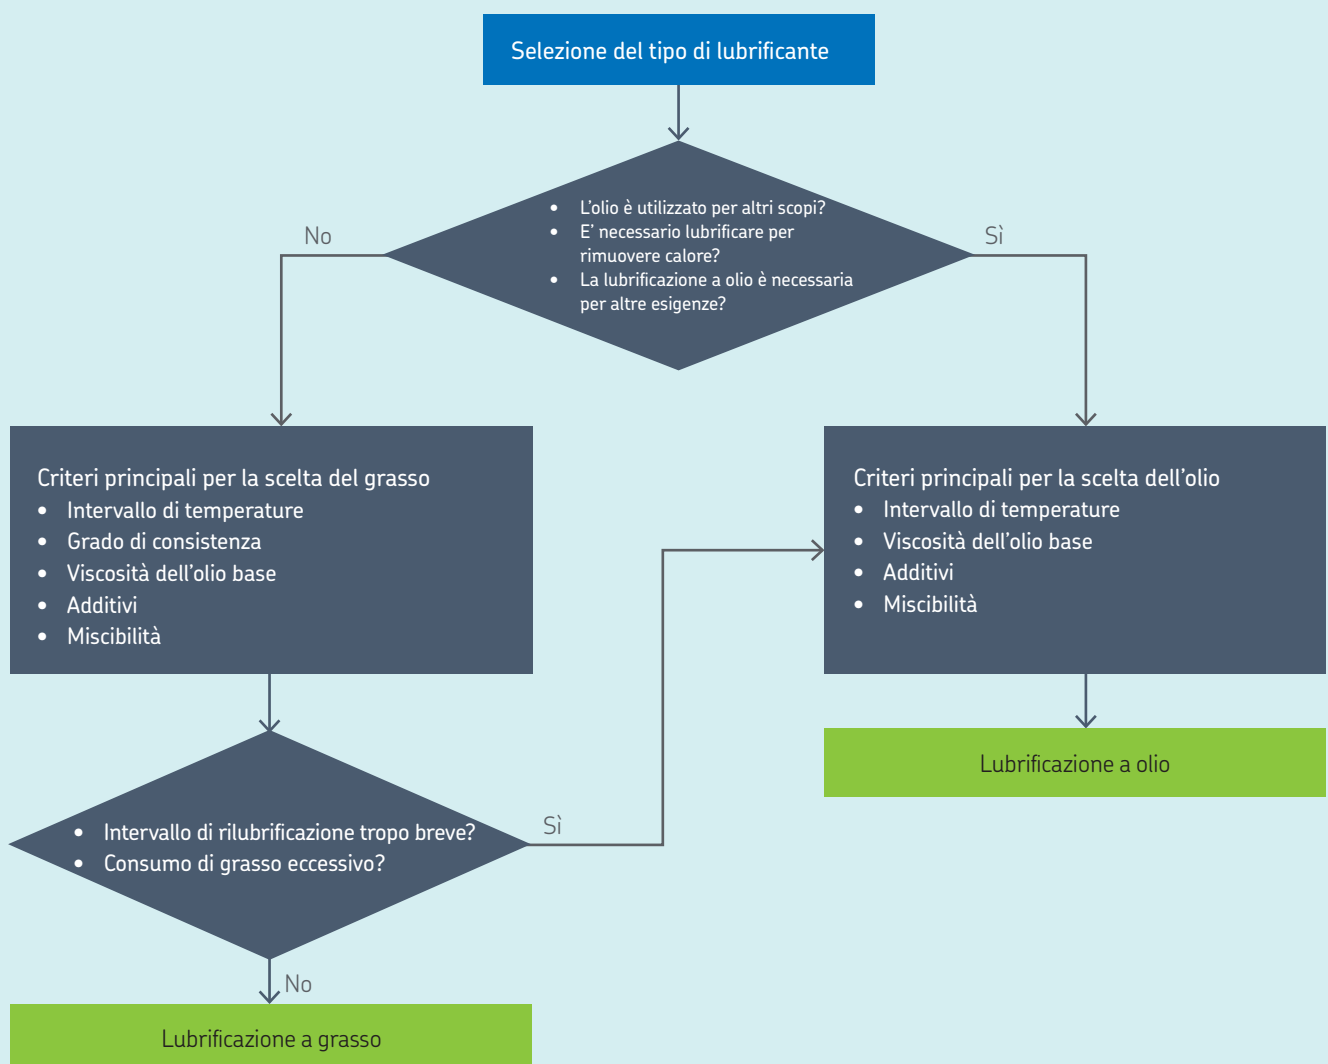 Selezione del tipo di lubrificante
• L'olio è utilizzato per altri scopi?
• E' necessario lubrificare per
rimuovere calore?
• La lubrificazione a olio è necessaria
per altre esigenze?
No
Sì
Criteri principali per la scelta del grasso
• Intervallo di temperature
• Grado di consistenza
• Viscosità dell'olio base
• Additivi
• Miscibilità
Criteri principali per la scelta dell'olio
• Intervallo di temperature
• Viscosità dell'olio base
• Additivi
• Miscibilità
Lubrificazione a olio
• Intervallo di rilubrificazione tropo breve?
• Consumo di grasso eccessivo?
Sì
No
Lubrificazione a grasso